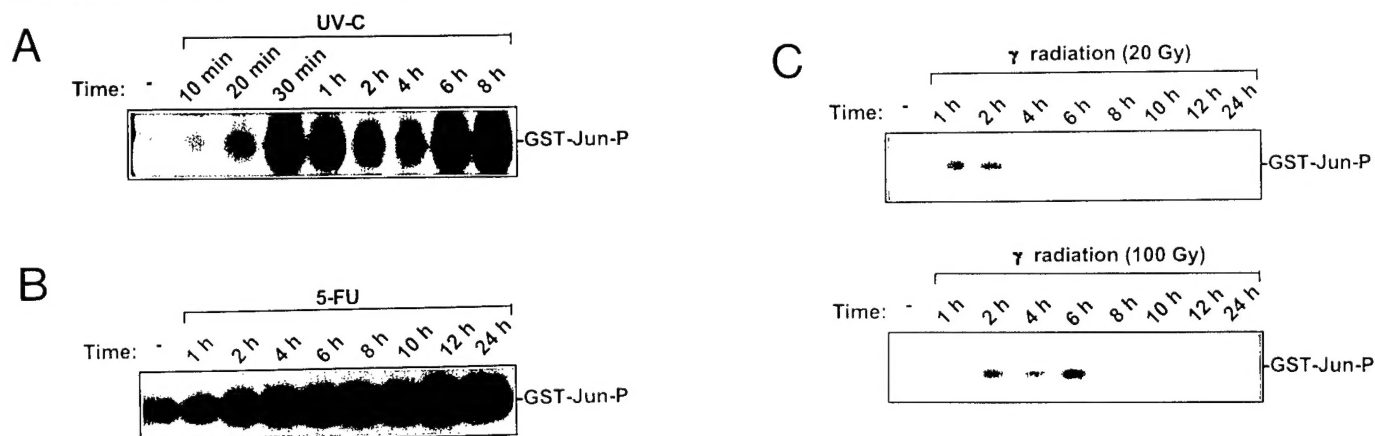 A
UV-C
Time: - 10 min 20 min 30 min 1 h 2 h 4 h 6 h 8 h
-GST-Jun-P
B
5-FU
Time: - 1 h 2 h 4 h 6 h 8 h 10 h 12 h 24 h
-GST-Jun-P
C
γ radiation (20 Gy)
Time: - 1 h 2 h 4 h 6 h 8 h 10 h 12 h 24 h
-GST-Jun-P
γ radiation (100 Gy)
Time: - 1 h 2 h 4 h 6 h 8 h 10 h 12 h 24 h
-GST-Jun-P